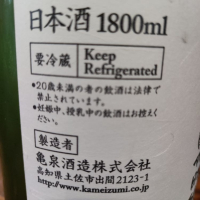 日本酒 1800ml
要冷蔵 Keep Refrigerated
●20歳未満の者の飲酒は法律で
禁止されています。
●妊娠中、授乳中の飲酒はお控えく
ださい。
製造者
亀泉酒造株式会社
高知県土佐市出間2123-1
http://www.kameizumi.co.jp